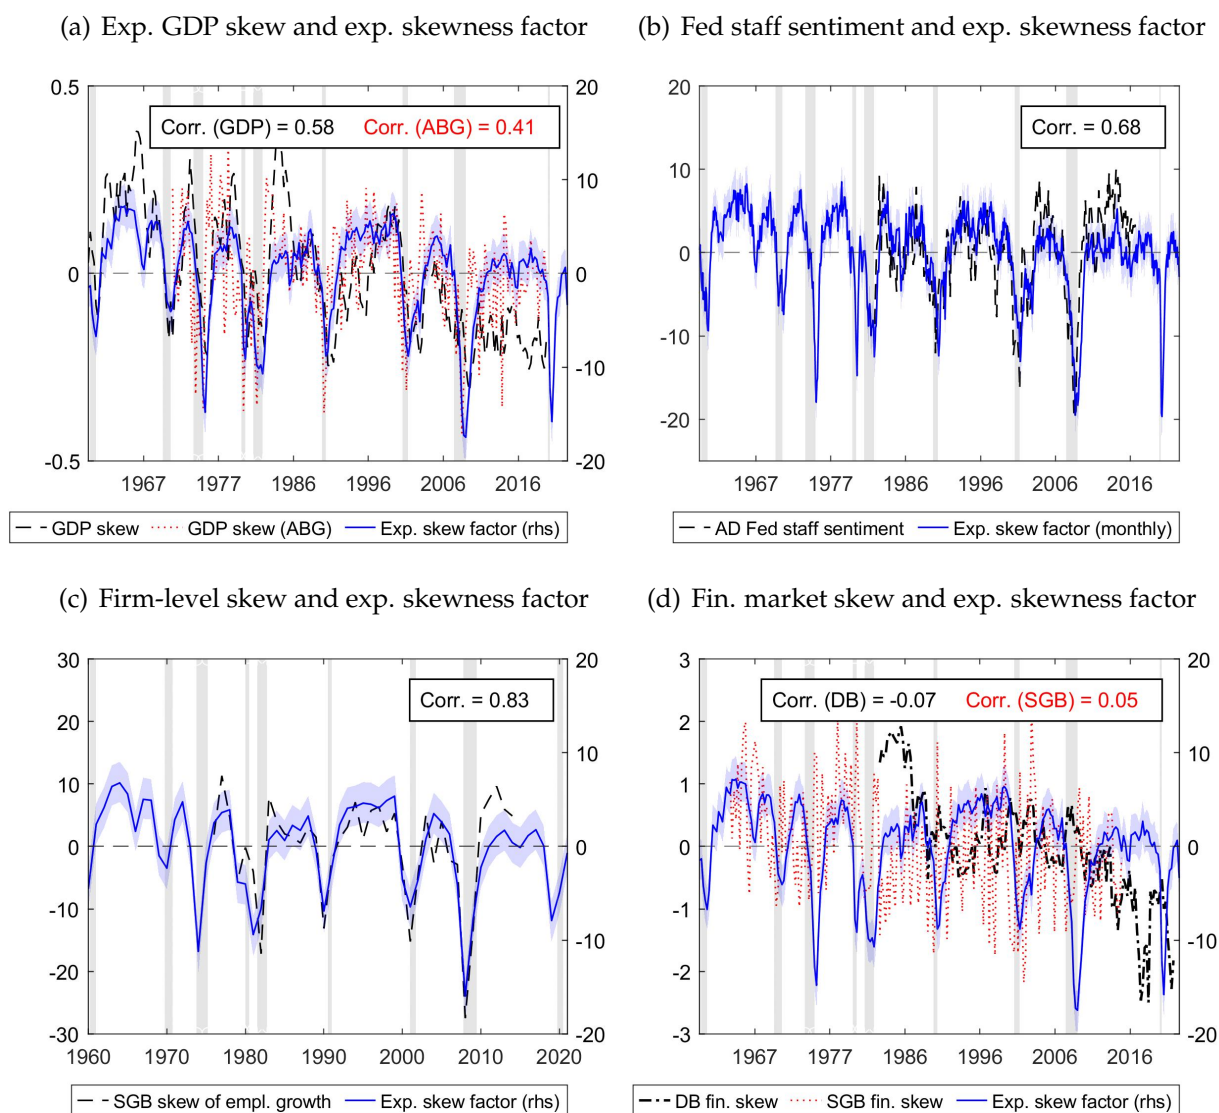 (a) Exp. GDP skew and exp. skewness factor
0.5
0
-0.5
20
10
0
-10
-20
Corr. (GDP) = 0.58 Corr. (ABG) = 0.41
1967 1977 1986 1996 2006 2016
GDP skew GDP skew (ABG) Exp. skew factor (rhs)
(b) Fed staff sentiment and exp. skewness factor
20
10
0
-10
-20
Corr. = 0.68
1967 1977 1986 1996 2006 2016
AD Fed staff sentiment Exp. skew factor (monthly)
(c) Firm-level skew and exp. skewness factor
30
20
10
0
-10
-20
-30
20
10
0
-10
-20
Corr. = 0.83
1960 1970 1980 1990 2000 2010 2020
SGB skew of empl. growth Exp. skew factor (rhs)
(d) Fin. market skew and exp. skewness factor
3
2
1
0
-1
-2
-3
20
10
0
-10
-20
Corr. (DB) = -0.07 Corr. (SGB) = 0.05
1967 1977 1986 1996 2006 2016
DB fin. skew SGB fin. skew Exp. skew factor (rhs)